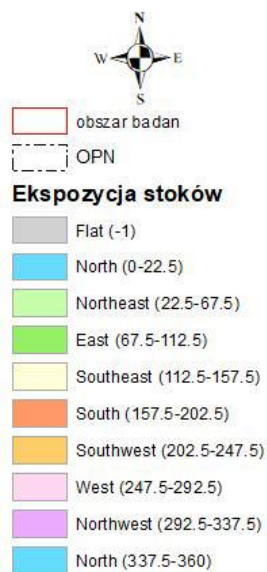 N
W E
S
obszar badan
OPN
Ekspozycja stoków
Flat (-1)
North (0-22.5)
Northeast (22.5-67.5)
East (67.5-112.5)
Southeast (112.5-157.5)
South (157.5-202.5)
Southwest (202.5-247.5)
West (247.5-292.5)
Northwest (292.5-337.5)
North (337.5-360)